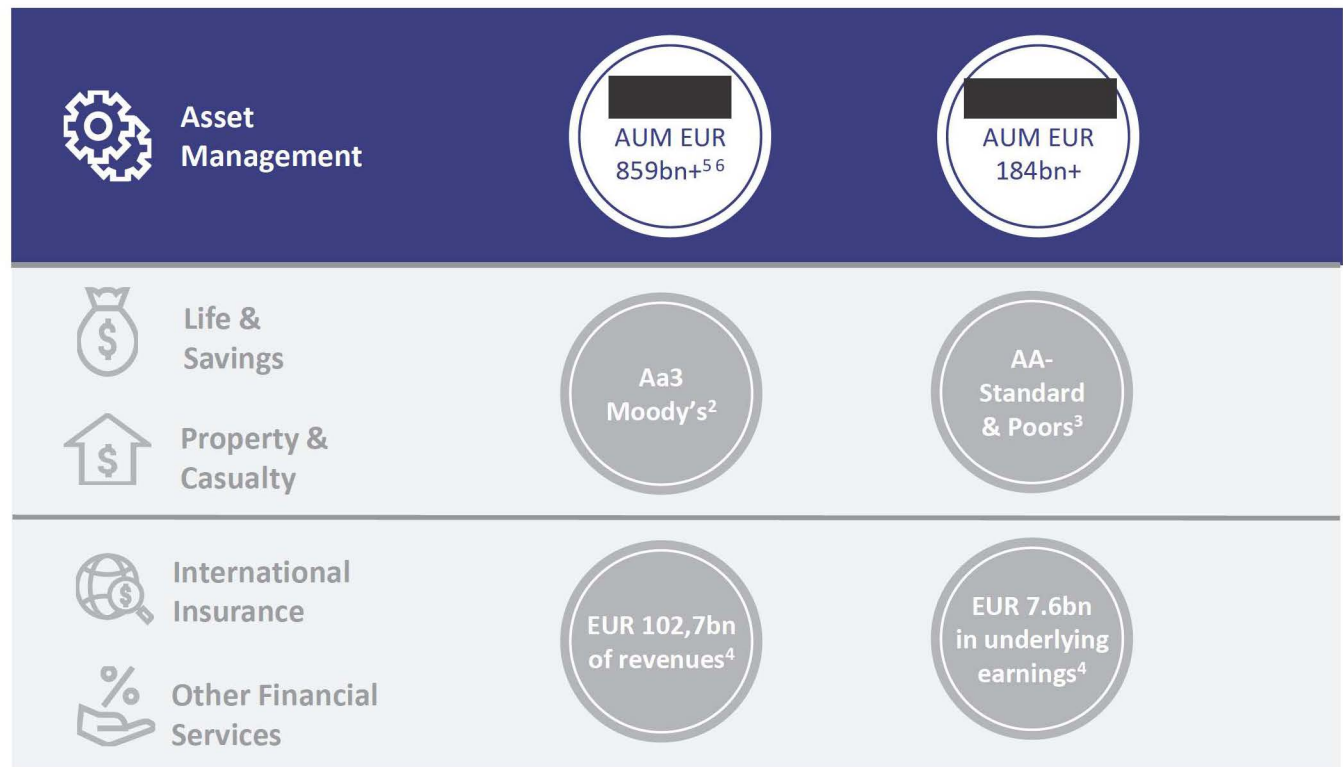 Asset
Management
AUM EUR
859bn+⁵ ⁶
AUM EUR
184bn+
Life &
Savings
$
Aa3
Moody’s²
AA-
Standard
& Poors³
$
Property &
Casualty
$
International
Insurance
EUR 102,7bn
of revenues⁴
EUR 7.6bn
in underlying
earnings⁴
%
Other Financial
Services